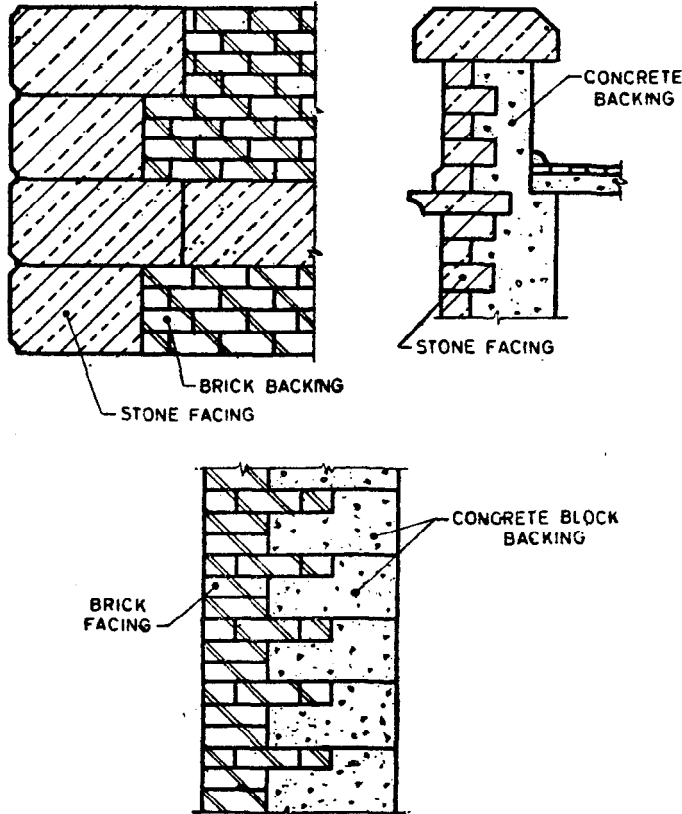 CONCRETE
BACKING
STONE FACING
BRICK BACKING
STONE FACING
CONCRETE BLOCK
BACKING
BRICK
FACING